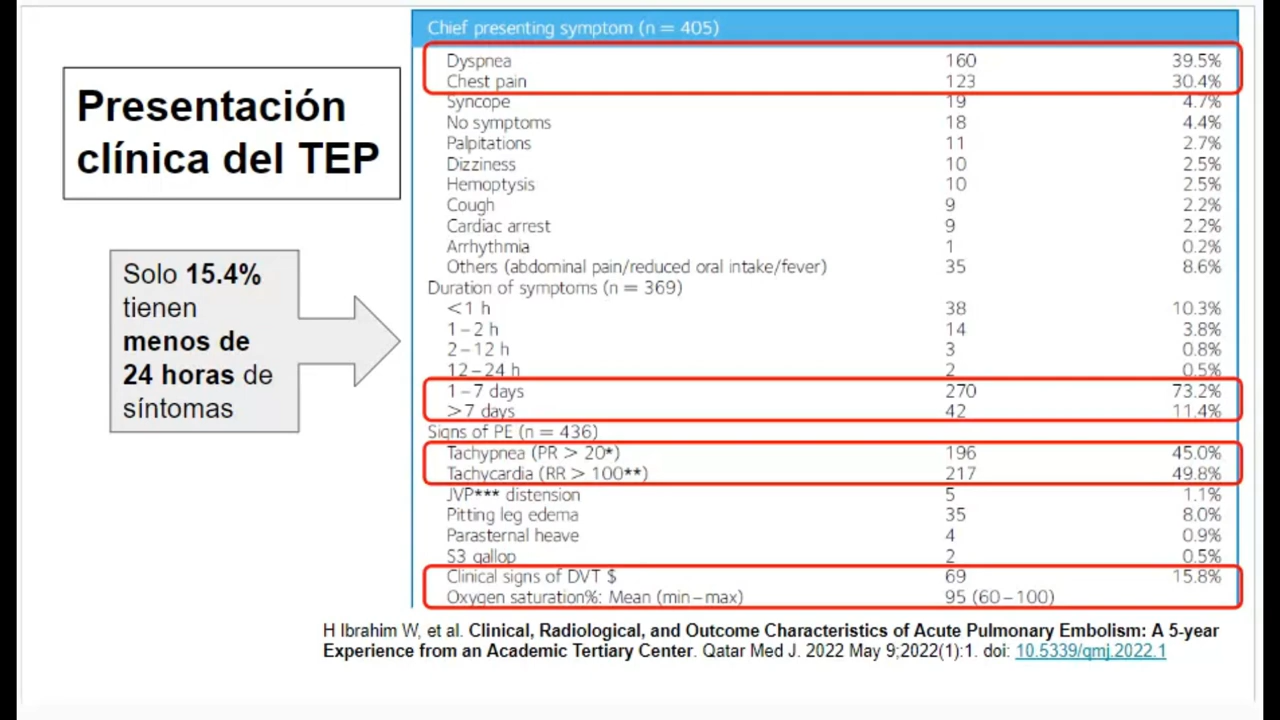 Presentación
clínica del TEP
Solo 15.4%
tienen
menos de
24 horas de
síntomas
Chief presenting symptom (n = 405)
Dyspnea 160 39.5%
Chest pain 123 30.4%
Syncope 19 4.7%
No symptoms 18 4.4%
Palpitations 11 2.7%
Dizziness 10 2.5%
Hemoptysis 10 2.5%
Cough 9 2.2%
Cardiac arrest 9 2.2%
Arrhythmia 1 0.2%
Others (abdominal pain/reduced oral intake/fever) 35 8.6%
Duration of symptoms (n = 369)
<1 h 38 10.3%
1–2 h 14 3.8%
2–12 h 3 0.8%
12–24 h 2 0.5%
1–7 days 270 73.2%
>7 days 42 11.4%
Signs of PE (n = 436)
Tachypnea (PR > 20*) 196 45.0%
Tachycardia (RR > 100**) 217 49.8%
JVP*** distension 5 1.1%
Pitting leg edema 35 8.0%
Parasternal heave 4 0.9%
S3 gallop 2 0.5%
Clinical signs of DVT $ 69 15.8%
Oxygen saturation%: Mean (min–max) 95 (60–100)
H Ibrahim W, et al. Clinical, Radiological, and Outcome Characteristics of Acute Pulmonary Embolism: A 5-year
Experience from an Academic Tertiary Center. Qatar Med J. 2022 May 9;2022(1):1. doi: 10.5339/qmj.2022.1